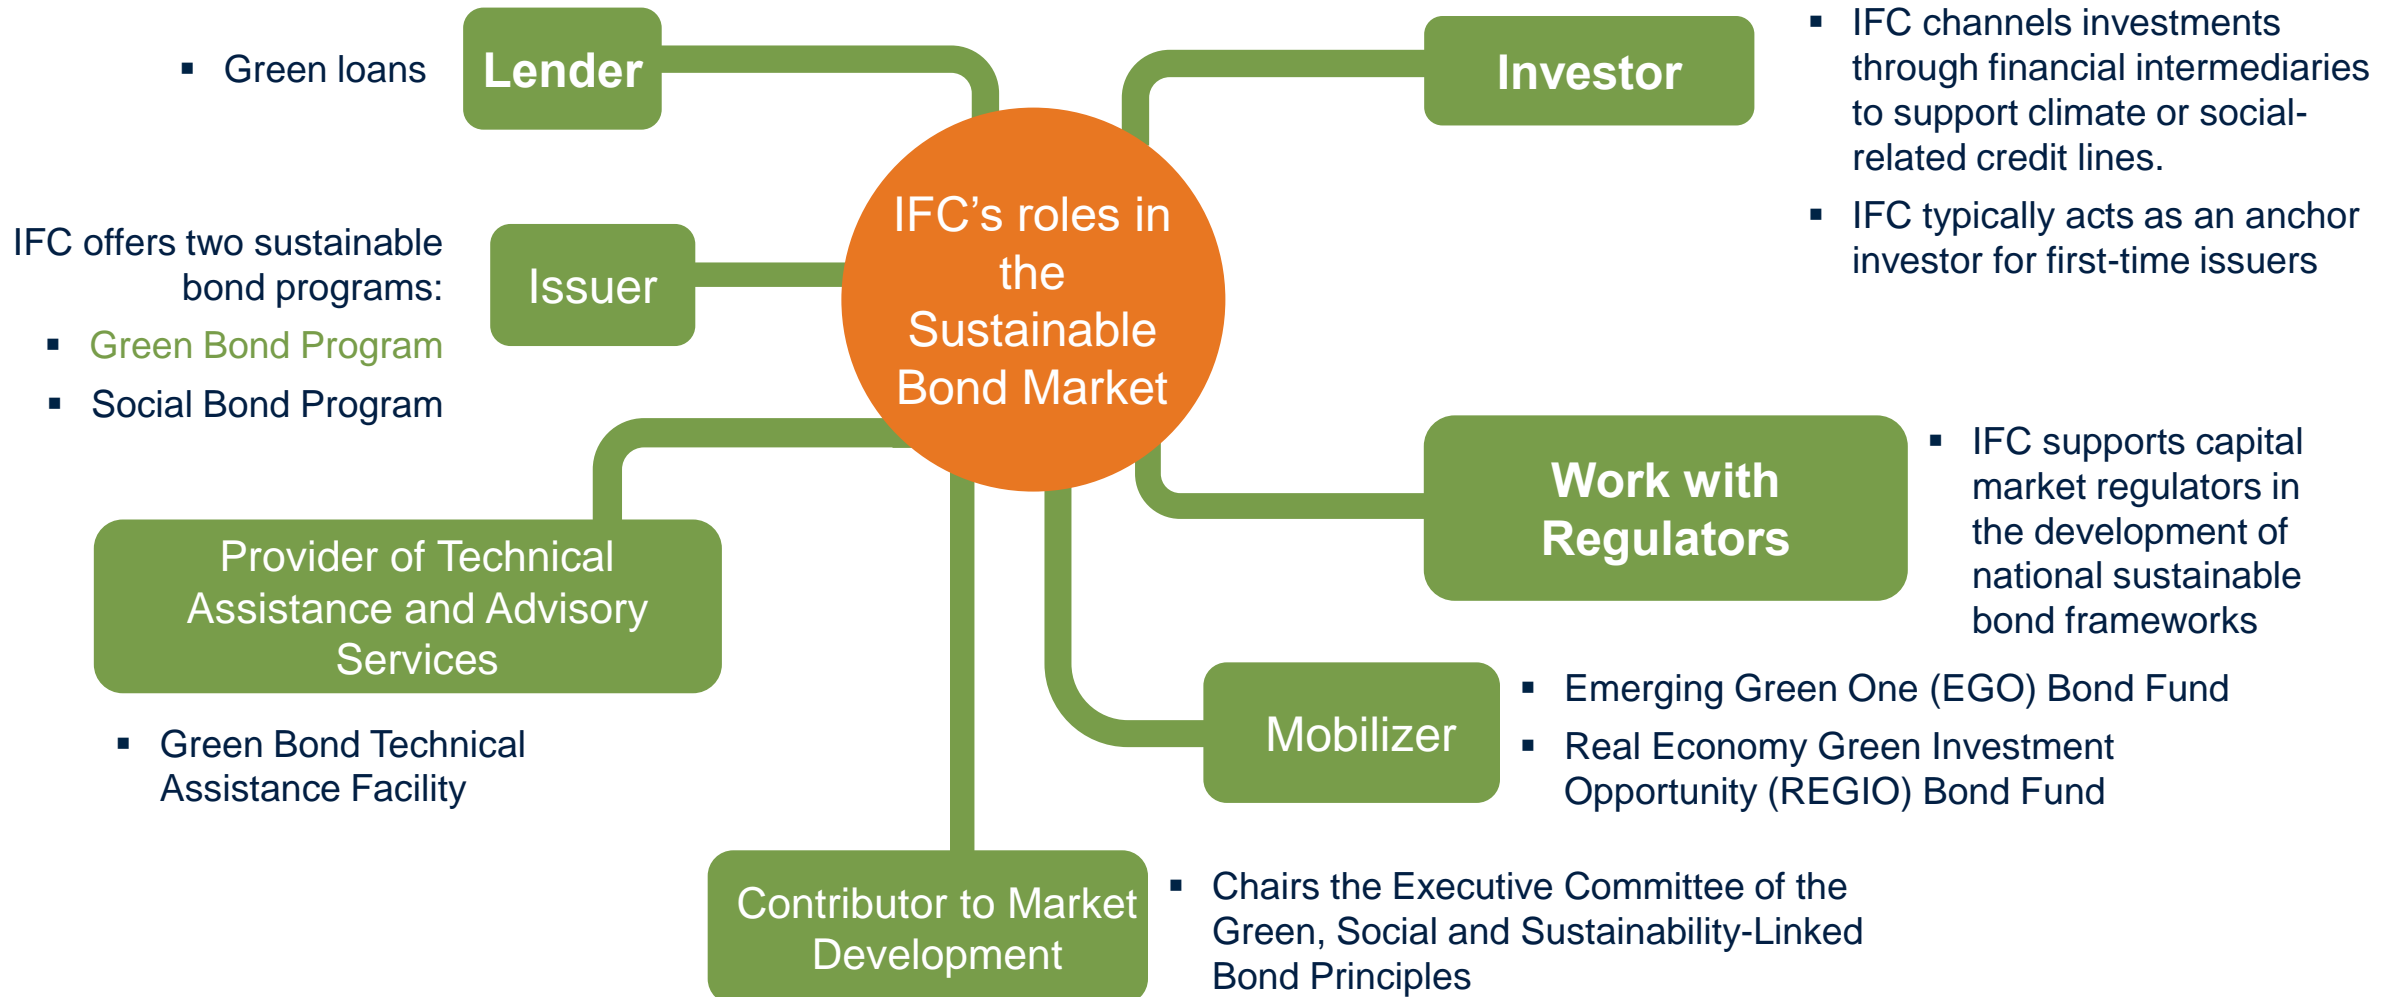 IFC's roles in
the
Sustainable
Bond Market
Lender
▪ Green loans
Issuer
IFC offers two sustainable
bond programs:
▪ Green Bond Program
▪ Social Bond Program
Provider of Technical
Assistance and Advisory
Services
▪ Green Bond Technical
Assistance Facility
Contributor to Market
Development
▪ Chairs the Executive Committee of the
Green, Social and Sustainability-Linked
Bond Principles
Investor
▪ IFC channels investments
through financial intermediaries
to support climate or social-
related credit lines.
▪ IFC typically acts as an anchor
investor for first-time issuers
Work with
Regulators
▪ IFC supports capital
market regulators in
the development of
national sustainable
bond frameworks
Mobilizer
▪ Emerging Green One (EGO) Bond Fund
▪ Real Economy Green Investment
Opportunity (REGIO) Bond Fund